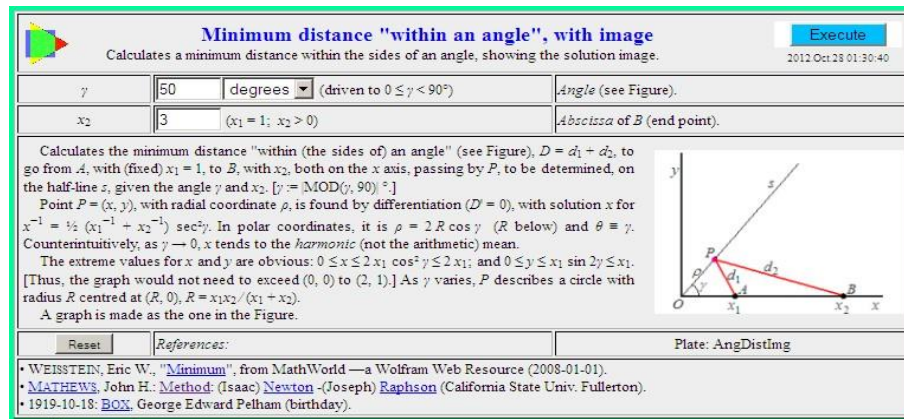 Minimum distance "within an angle", with image
Calculates a minimum distance within the sides of an angle, showing the solution image.
Execute
2012.Oct.28 01:30:40
γ
50
degrees
(driven to 0 ≤ γ < 90°)
Angle (see Figure).
x₂
3
(x₁ = 1; x₂ > 0)
Abscissa of B (end point).
Calculates the minimum distance "within (the sides of) an angle" (see Figure), D = d₁ + d₂, to
go from A, with (fixed) x₁ = 1, to B, with x₂, both on the x axis, passing by P, to be determined, on
the half-line s, given the angle γ and x₂. [γ := |MOD(γ, 90)| °.]
Point P = (x, y), with radial coordinate ρ, is found by differentiation (D' = 0), with solution x for
x⁻¹ = ½ (x₁⁻¹ + x₂⁻¹) sec²γ. In polar coordinates, it is ρ = 2 R cos γ (R below) and θ ≡ γ.
Counterintuitively, as γ → 0, x tends to the harmonic (not the arithmetic) mean.
The extreme values for x and y are obvious: 0 ≤ x ≤ 2 x₁ cos² γ ≤ 2 x₁; and 0 ≤ y ≤ x₁ sin 2γ ≤ x₁.
[Thus, the graph would not need to exceed (0, 0) to (2, 1).] As γ varies, P describes a circle with
radius R centred at (R, 0), R = x₁x₂ / (x₁ + x₂).
A graph is made as the one in the Figure.
y
s
P
ρ
γ
d₁
d₂
O
A
B
x₁
x₂
x
Reset
References:
Plate: AngDistImg
• WEISSTEIN, Eric W., "Minimum", from MathWorld —a Wolfram Web Resource (2008-01-01).
• MATHEWS, John H.: Method: (Isaac) Newton -(Joseph) Raphson (California State Univ. Fullerton).
• 1919-10-18: BOX, George Edward Pelham (birthday).